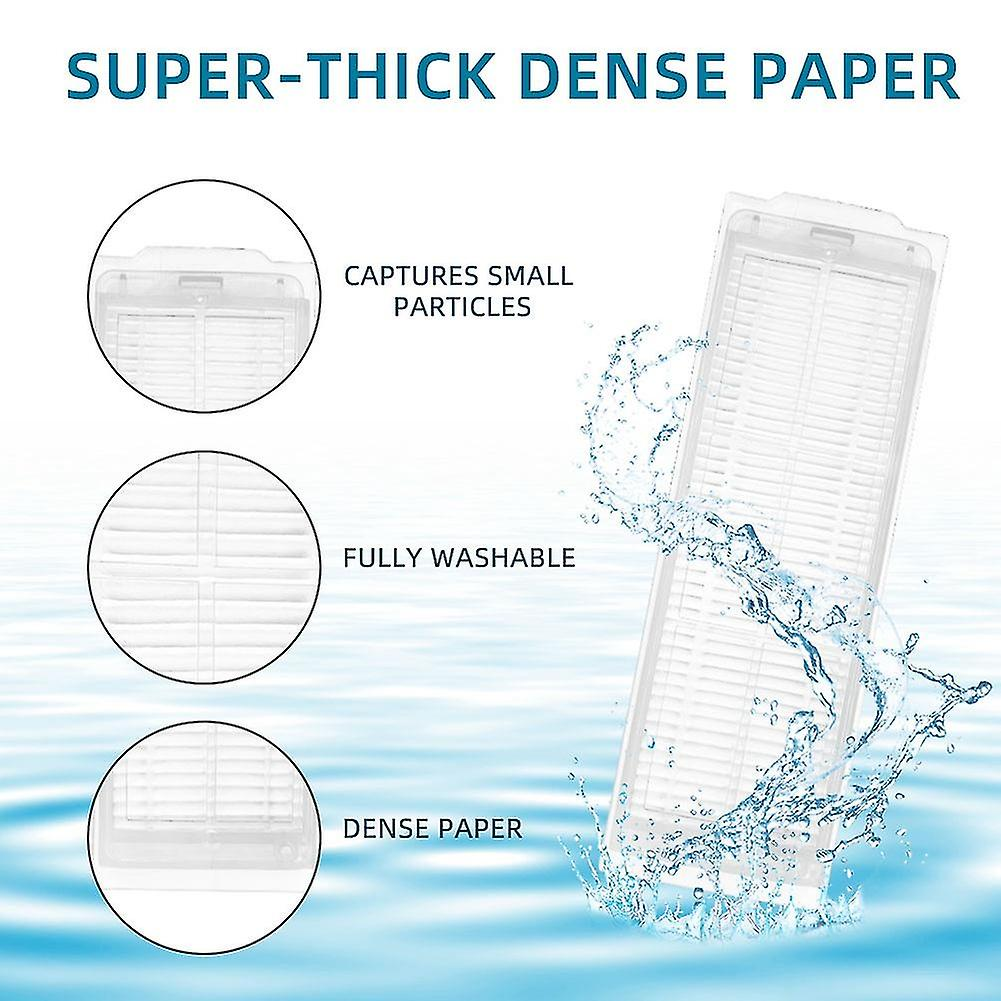 SUPER-THICK DENSE PAPER
CAPTURES SMALL
PARTICLES
FULLY WASHABLE
DENSE PAPER